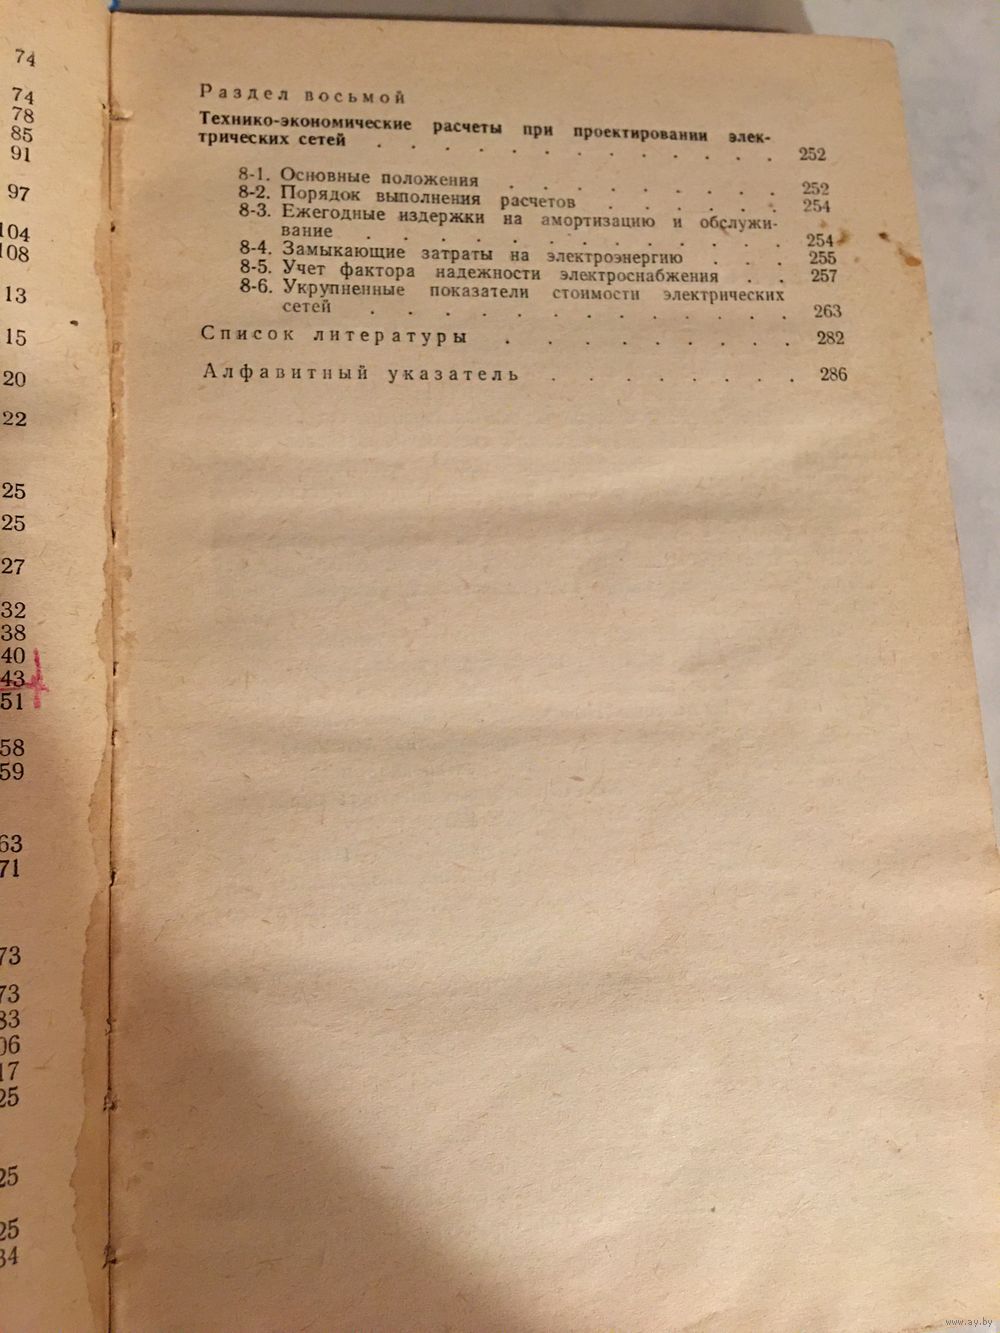 74
74
78
85
91
97
104
108
13
15
20
22
25
25
27
32
38
40
43
51
58
59
63
71
73
73
83
06
17
25
25
25
34
Раздел восьмой
Технико-экономические расчеты при проектировании элек-
трических сетей . . . . . . . . . . . . 252
8-1. Основные положения . . . . . . . . 252
8-2. Порядок выполнения расчетов . . . . . . 254
8-3. Ежегодные издержки на амортизацию и обслужи-
вание . . . . . . . . . . . . 254
8-4. Замыкающие затраты на электроэнергию . . . 255
8-5. Учет фактора надежности электроснабжения . . 257
8-6. Укрупненные показатели стоимости электрических
сетей . . . . . . . . . . . . 263
Список литературы . . . . . . . . 282
Алфавитный указатель . . . . . . . 286
www.ay.by